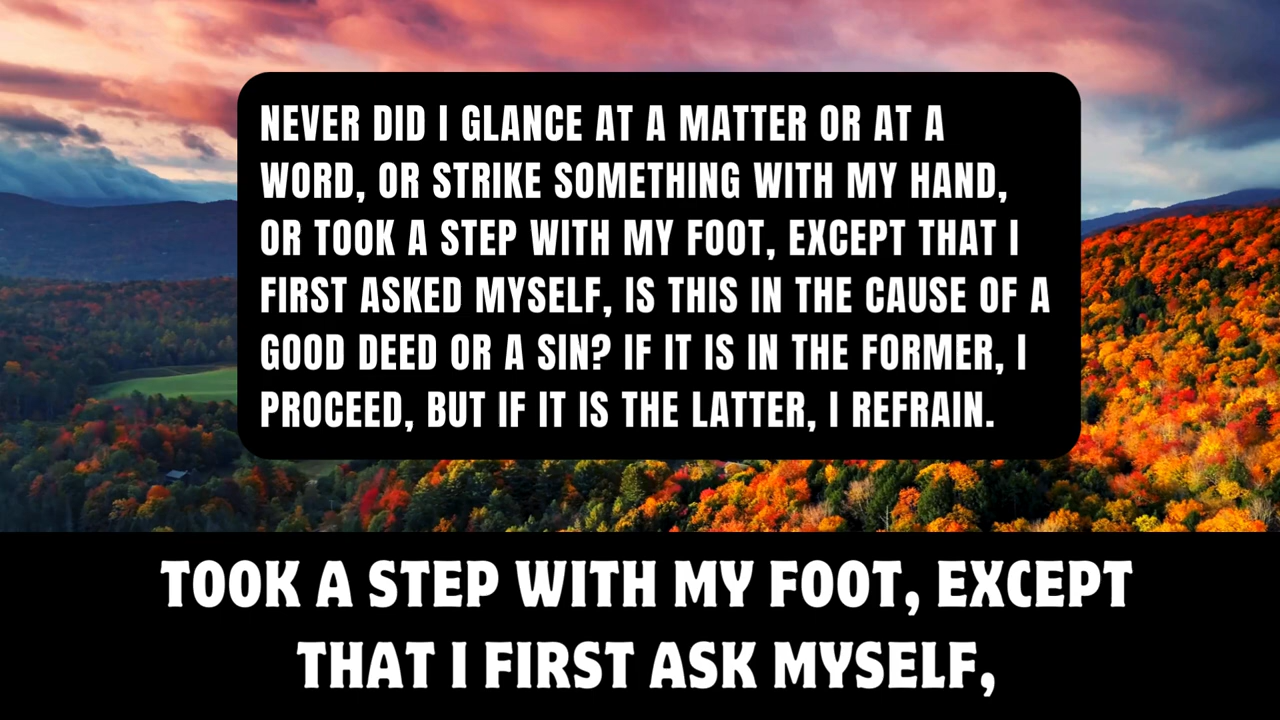 NEVER DID I GLANCE AT A MATTER OR AT A
WORD, OR STRIKE SOMETHING WITH MY HAND,
OR TOOK A STEP WITH MY FOOT, EXCEPT THAT I
FIRST ASKED MYSELF, IS THIS IN THE CAUSE OF A
GOOD DEED OR A SIN? IF IT IS IN THE FORMER, I
PROCEED, BUT IF IT IS THE LATTER, I REFRAIN.
TOOK A STEP WITH MY FOOT, EXCEPT
THAT I FIRST ASK MYSELF,